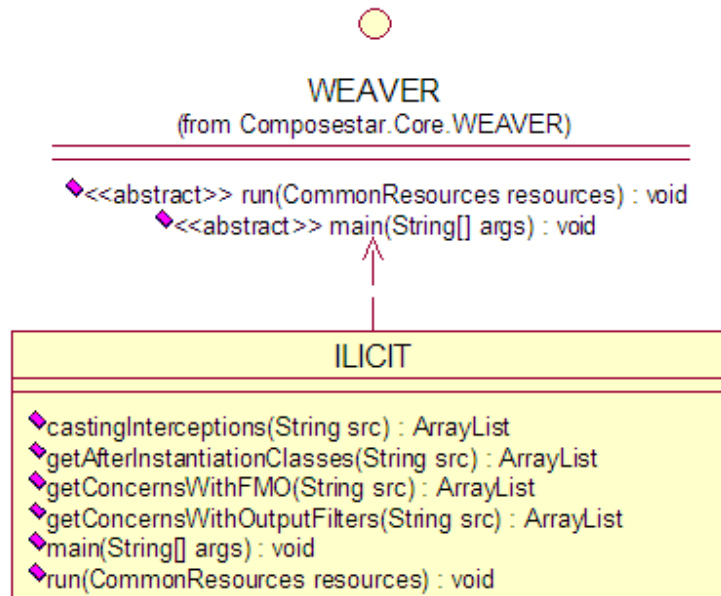 WEAVER
(from Composestar.Core.WEAVER)
<<abstract>> run(CommonResources resources) : void
<<abstract>> main(String[] args) : void
ILICIT
castingInterceptions(String src) : ArrayList
getAfterInstantiationClasses(String src) : ArrayList
getConcernsWithFMO(String src) : ArrayList
getConcernsWithOutputFilters(String src) : ArrayList
main(String[] args) : void
run(CommonResources resources) : void